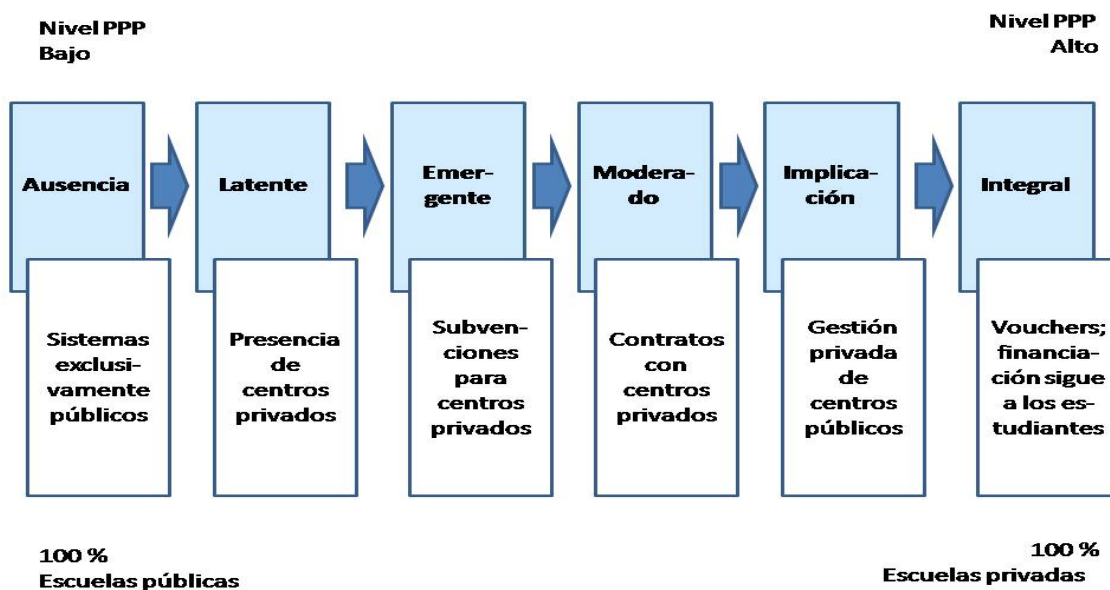 Nivel PPP
Bajo
Nivel PPP
Alto
Ausencia
Latente
Emer-
gente
Modera-
do
Implica-
ción
Integral
Sistemas
exclusi-
vamente
públicos
Presencia
de
centros
privados
Subven-
ciones
para
centros
privados
Contratos
con
centros
privados
Gestión
privada
de
centros
públicos
Vouchers;
financia-
ción sigue
a los es-
tudiantes
100 %
Escuelas públicas
100 %
Escuelas privadas